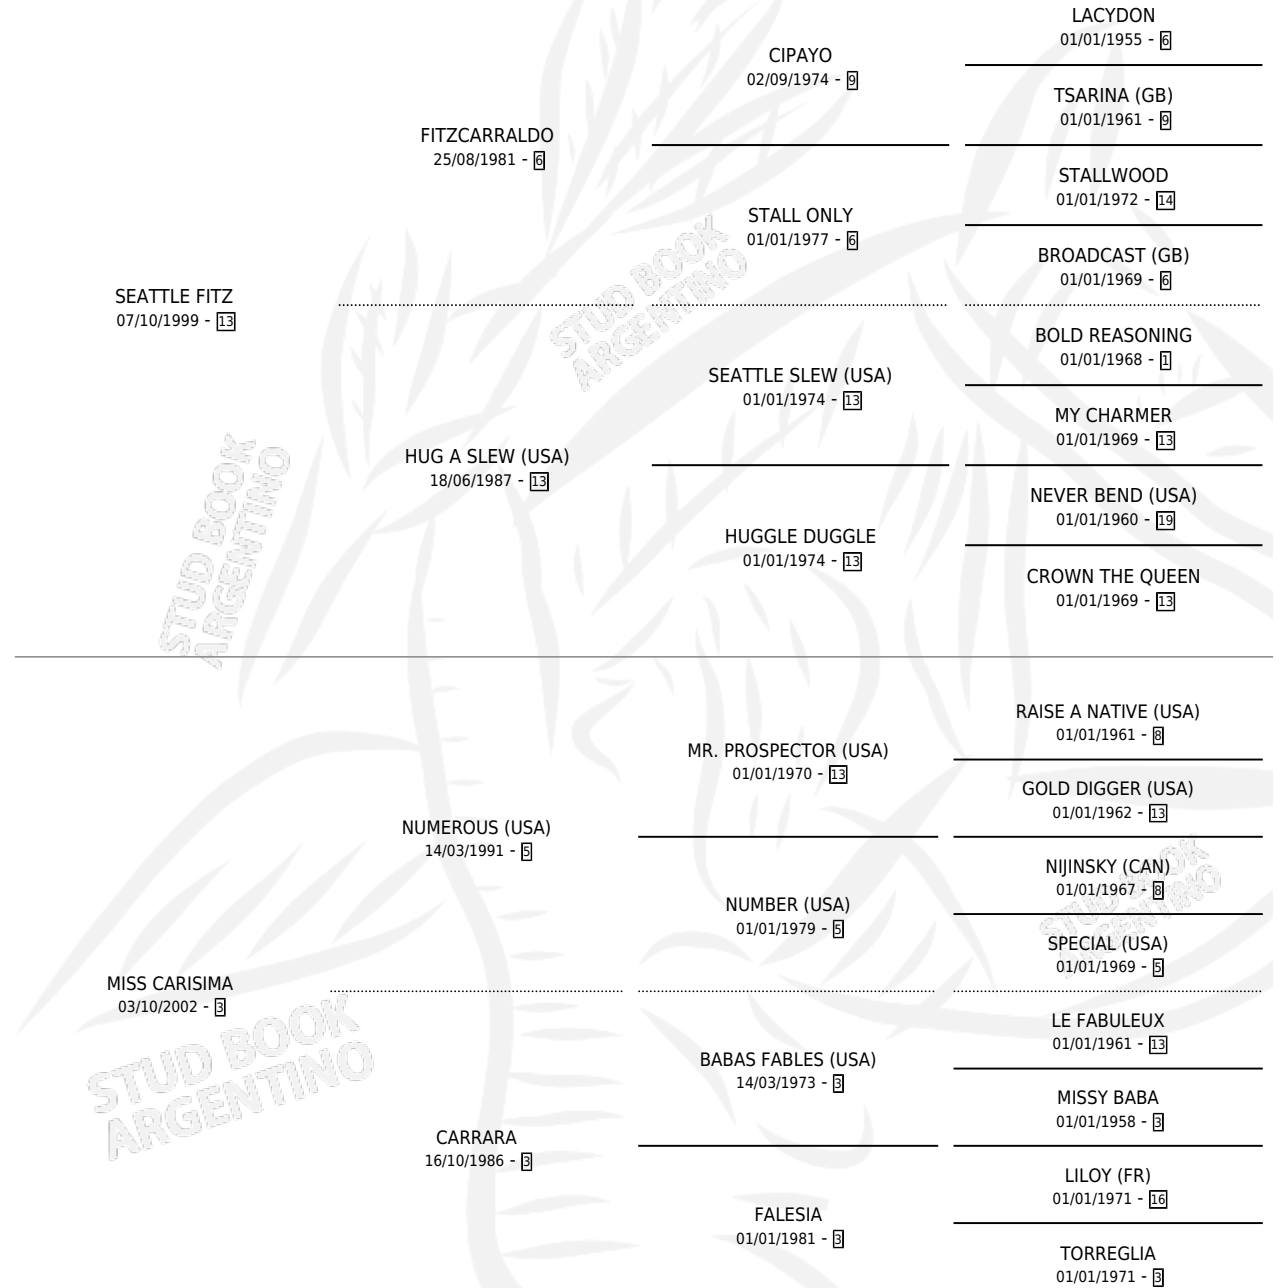 LACYDON
01/01/1955 - 6
CIPAYO
02/09/1974 - 9
TSARINA (GB)
01/01/1961 - 9
FITZCARRALDO
25/08/1981 - 6
STALLWOOD
01/01/1972 - 14
STALL ONLY
01/01/1977 - 6
BROADCAST (GB)
01/01/1969 - 6
SEATTLE FITZ
07/10/1999 - 13
BOLD REASONING
01/01/1968 - 1
SEATTLE SLEW (USA)
01/01/1974 - 13
MY CHARMER
01/01/1969 - 13
HUG A SLEW (USA)
18/06/1987 - 13
NEVER BEND (USA)
01/01/1960 - 19
HUGGLE DUGGLE
01/01/1974 - 13
CROWN THE QUEEN
01/01/1969 - 13
STUD BOOK
ARGENTINO
STUD BOOK
ARGENTINO
RAISE A NATIVE (USA)
01/01/1961 - 8
MR. PROSPECTOR (USA)
01/01/1970 - 13
GOLD DIGGER (USA)
01/01/1962 - 13
NUMEROUS (USA)
14/03/1991 - 5
NIJINSKY (CAN)
01/01/1967 - 8
NUMBER (USA)
01/01/1979 - 5
SPECIAL (USA)
01/01/1969 - 5
STUD BOOK
ARGENTINO
MISS CARISIMA
03/10/2002 - 3
LE FABULEUX
01/01/1961 - 13
BABAS FABLES (USA)
14/03/1973 - 3
MISSY BABA
01/01/1958 - 3
CARRARA
16/10/1986 - 3
LILOY (FR)
01/01/1971 - 16
FALESIA
01/01/1981 - 3
TORREGLIA
01/01/1971 - 3
STUD BOOK
ARGENTINO